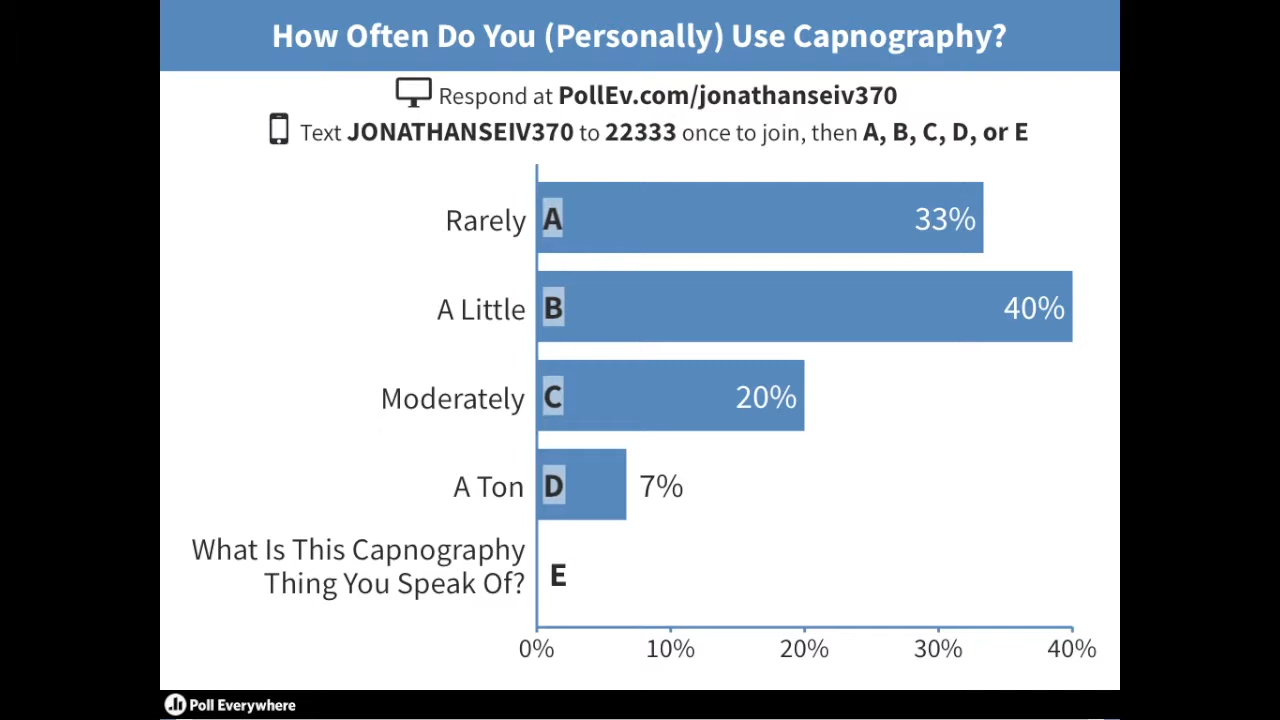 How Often Do You (Personally) Use Capnography?
Respond at PollEv.com/jonathanseiv370
Text JONATHANSEIV370 to 22333 once to join, then A, B, C, D, or E
Rarely A 33%
A Little B 40%
Moderately C 20%
A Ton D 7%
What Is This Capnography
Thing You Speak Of? E
0% 10% 20% 30% 40%
Poll Everywhere